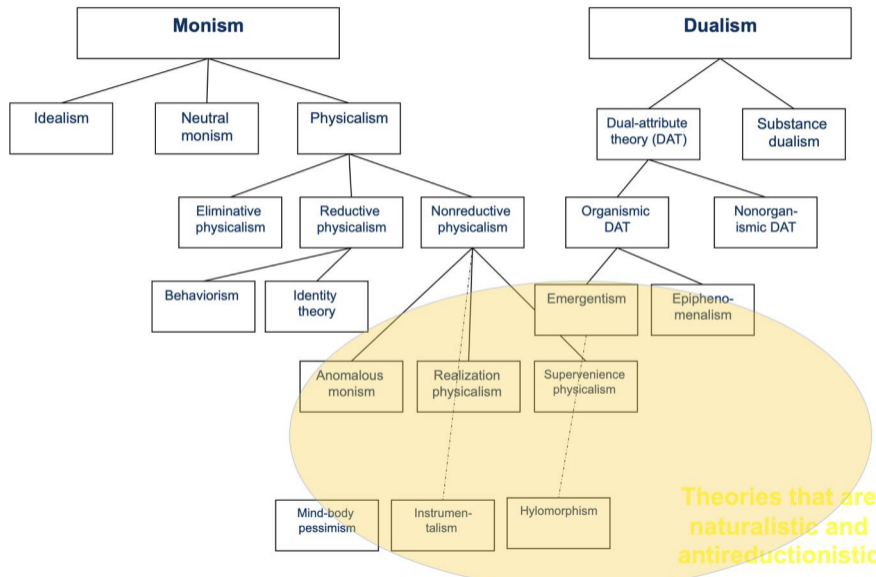 Monism
Dualism
Idealism
Neutral
monism
Physicalism
Dual-attribute
theory (DAT)
Substance
dualism
Eliminative
physicalism
Reductive
physicalism
Nonreductive
physicalism
Organismic
DAT
Nonorgan-
ismic DAT
Behaviorism
Identity
theory
Emergentism
Epipheno-
menalism
Anomalous
monism
Realization
physicalism
Supervenience
physicalism
Mind-body
pessimism
Instrumen-
talism
Hylomorphism
Theories that are
naturalistic and
antireductionistic